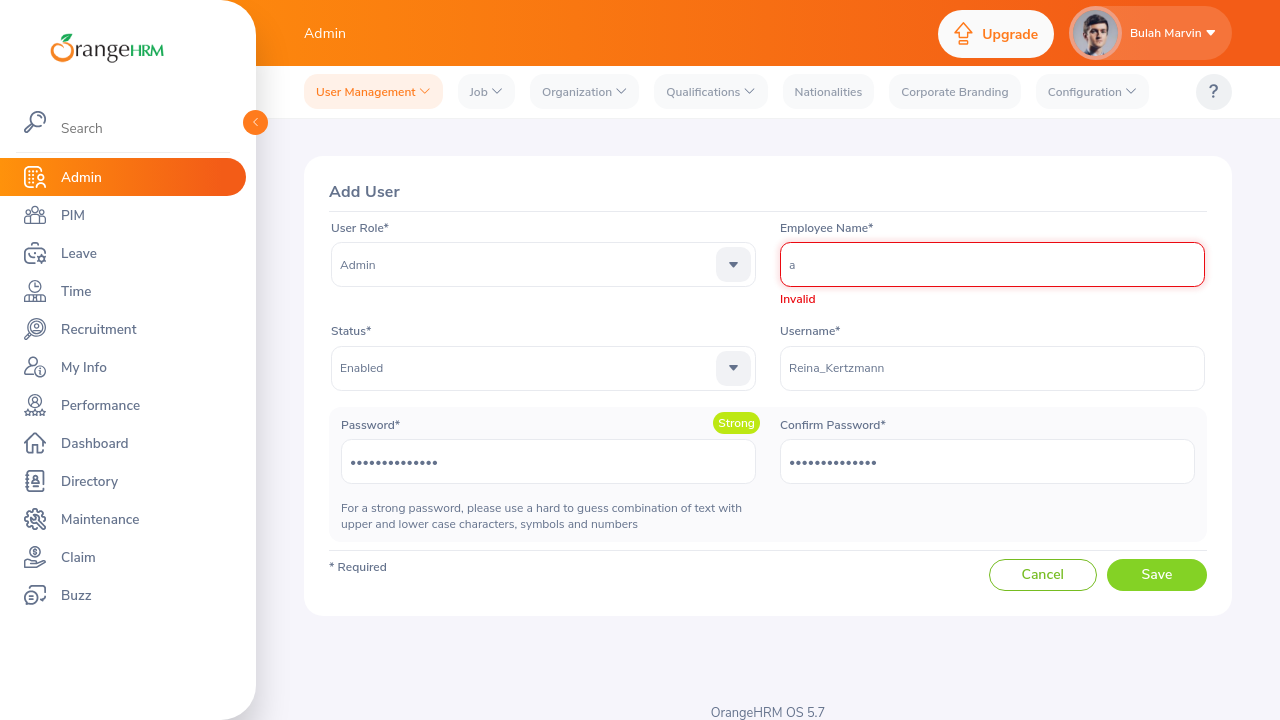 OrangeHRM
Admin
Upgrade
Bulah Marvin
User Management
Job
Organization
Qualifications
Nationalities
Corporate Branding
Configuration
?
Search
Admin
PIM
Leave
Time
Recruitment
My Info
Performance
Dashboard
Directory
Maintenance
Claim
Buzz
Add User
User Role*
Admin
Employee Name*
a
Invalid
Status*
Enabled
Username*
Reina_Kertzmann
Password*
Strong
••••••••••••••
Confirm Password*
••••••••••••••
For a strong password, please use a hard to guess combination of text with
upper and lower case characters, symbols and numbers
* Required
Cancel
Save
OrangeHRM OS 5.7